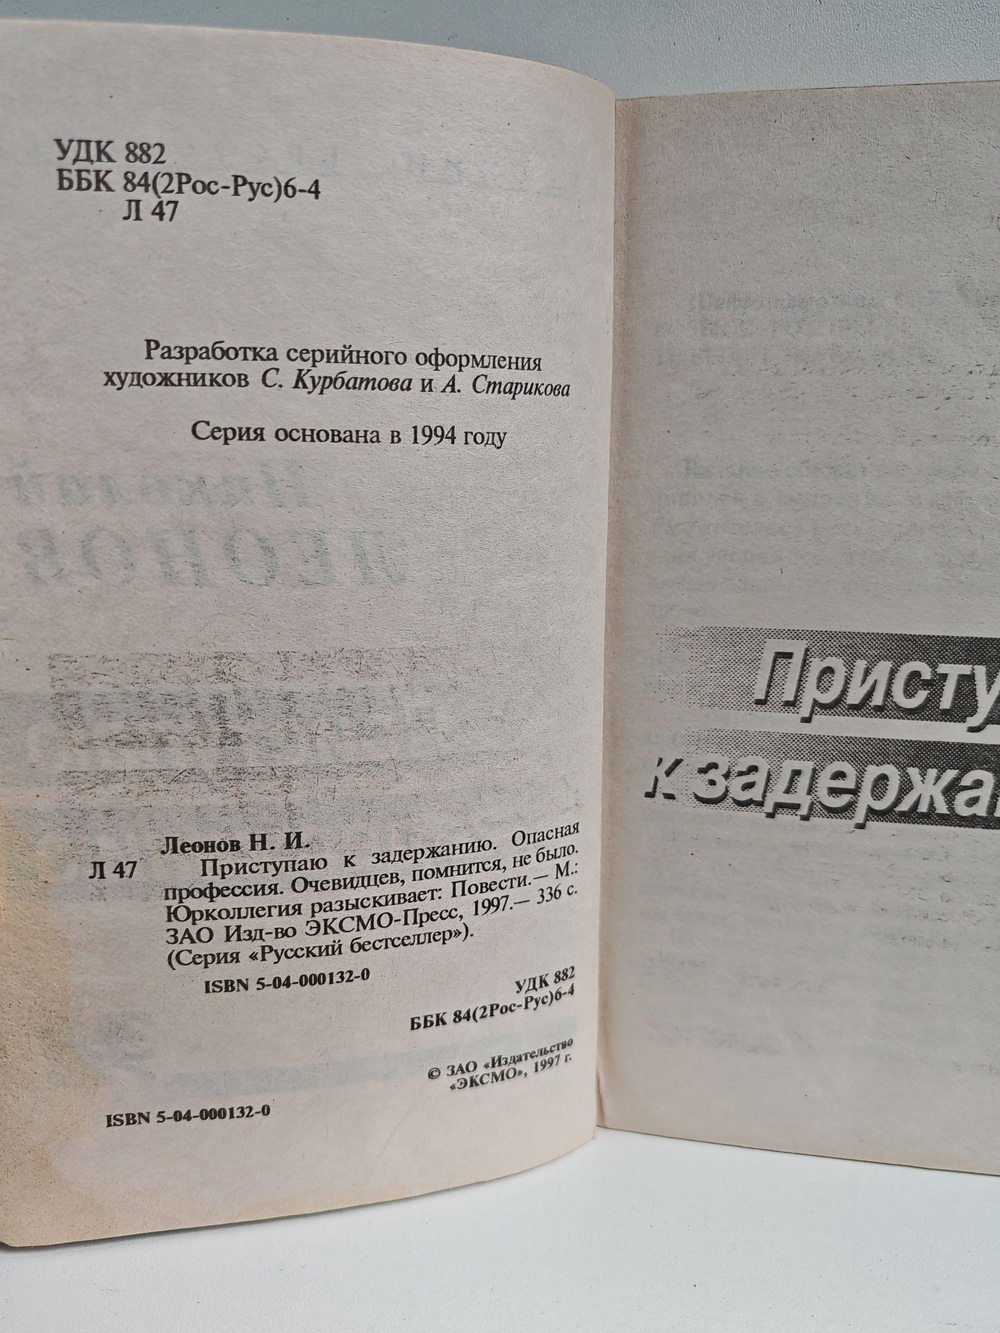 УДК 882
ББК 84(2Рос-Рус)6-4
Л 47
Разработка серийного оформления
художников С. Курбатова и А. Старикова
Серия основана в 1994 году
Леонов Н. И.
Л 47 Приступаю к задержанию. Опасная
профессия. Очевидцев, помнится, не было.
Юрколлегия разыскивает: Повести.— М.:
ЗАО Изд-во ЭКСМО-Пресс, 1997.— 336 с.
(Серия «Русский бестселлер»).
ISBN 5-04-000132-0
УДК 882
ББК 84(2Рос-Рус)6-4
© ЗАО «Издательство
«ЭКСМО», 1997 г.
ISBN 5-04-000132-0
Присту
к задержа